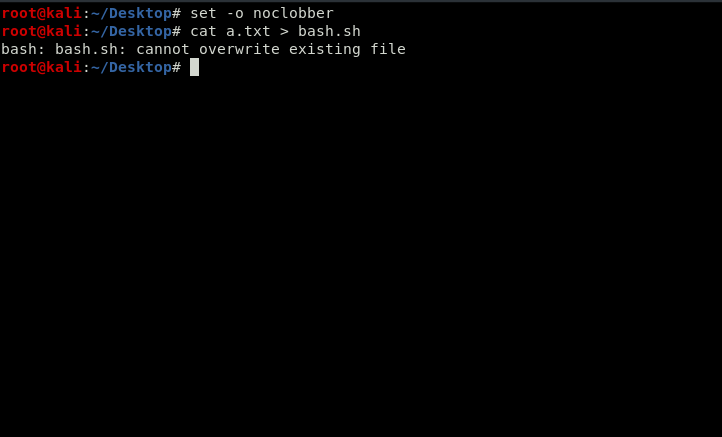 root@kali:~/Desktop# set -o noclobber
root@kali:~/Desktop# cat a.txt > bash.sh
bash: bash.sh: cannot overwrite existing file
root@kali:~/Desktop#